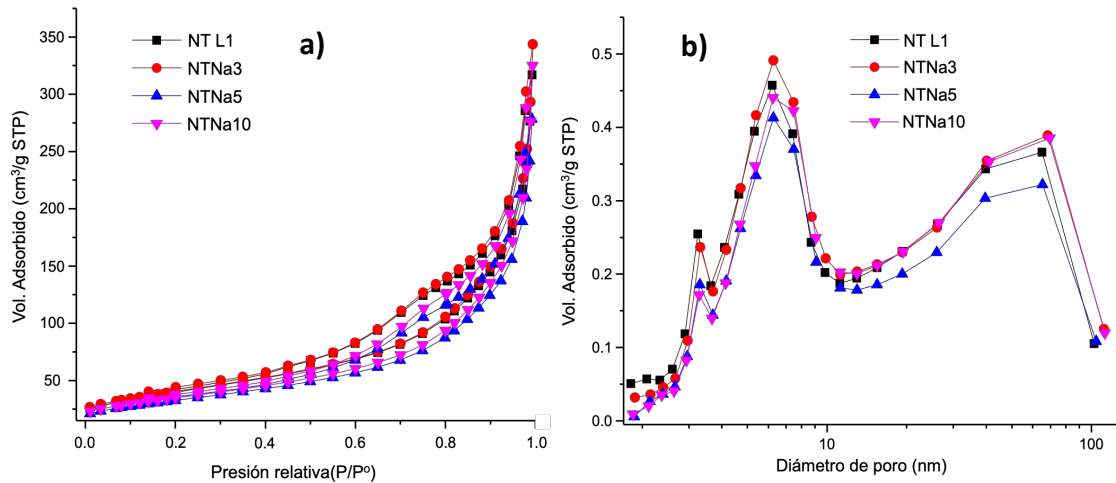 a)
NT L1
NTNa3
NTNa5
NTNa10
Vol. Adsorbido (cm³/g STP)
350
300
250
200
150
100
50
0.0
0.2
0.4
0.6
0.8
1.0
Presión relativa(P/Pº)
b)
NT L1
NTNa3
NTNa5
NTNa10
Vol. Adsorbido (cm³/g STP)
0.5
0.4
0.3
0.2
0.1
0.0
10
100
Diámetro de poro (nm)